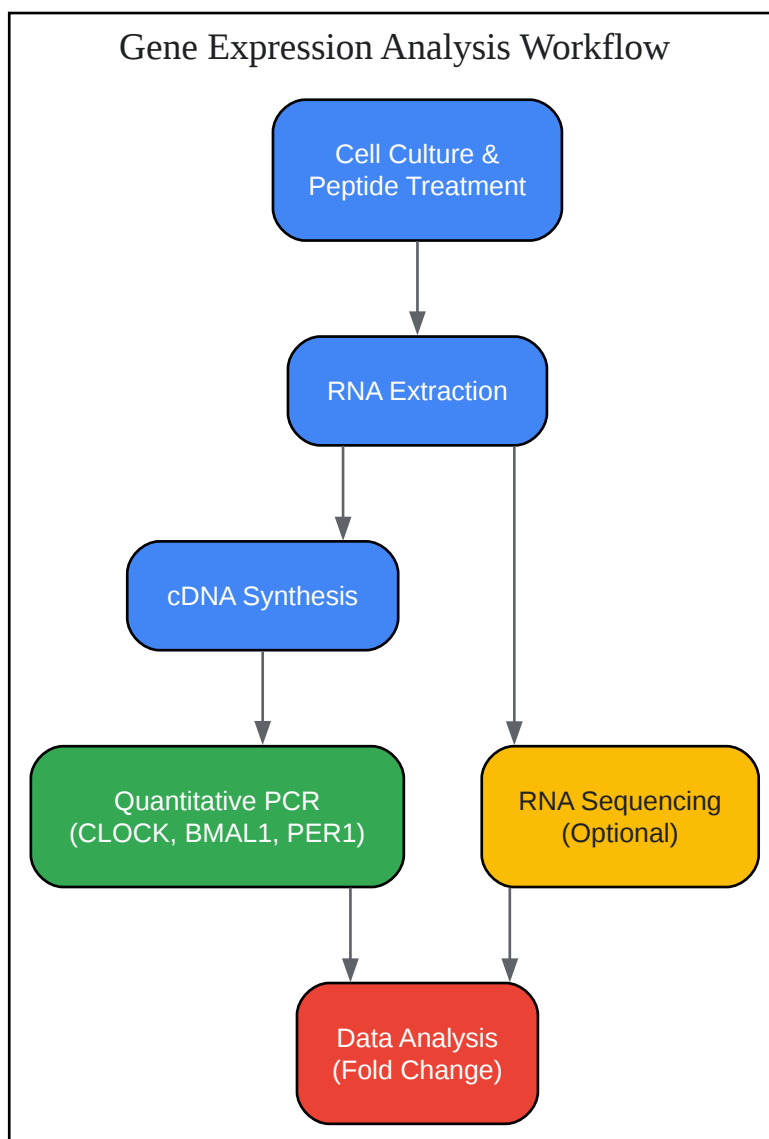 Gene Expression Analysis Workflow
Cell Culture &
Peptide Treatment
RNA Extraction
cDNA Synthesis
Quantitative PCR
(CLOCK, BMAL1, PER1)
RNA Sequencing
(Optional)
Data Analysis
(Fold Change)